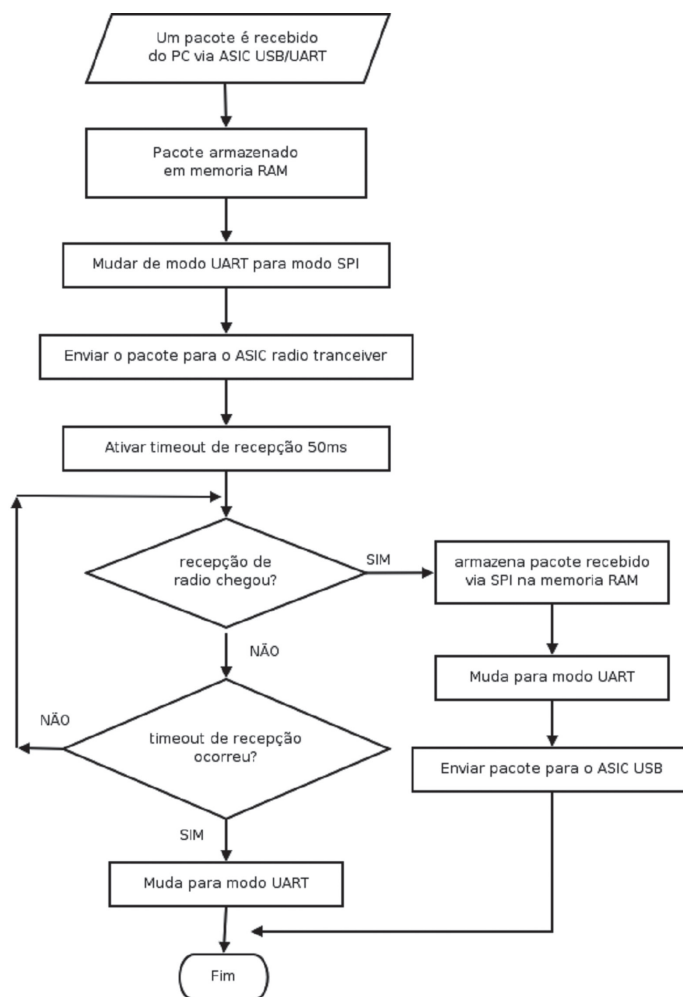 Um pacote é recebido
do PC via ASIC USB/UART
Pacote armazenado
em memoria RAM
Mudar de modo UART para modo SPI
Enviar o pacote para o ASIC radio tranceiver
Ativar timeout de recepção 50ms
recepção de
radio chegou?
SIM
armazena pacote recebido
via SPI na memoria RAM
NÃO
Muda para modo UART
NÃO
timeout de recepção
ocorreu?
Enviar pacote para o ASIC USB
SIM
Muda para modo UART
Fim